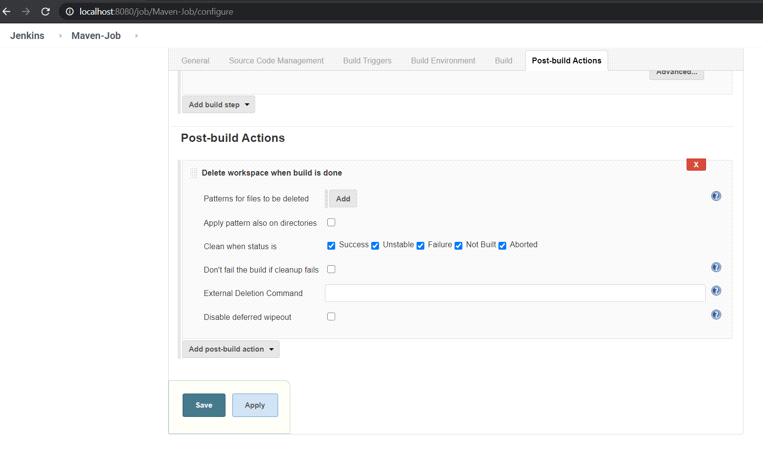 localhost:8080/job/Maven-Job/configure
Jenkins Maven-Job
General Source Code Management Build Triggers Build Environment Build Post-build Actions
Advanced...
Add build step
Post-build Actions
X
Delete workspace when build is done
Patterns for files to be deleted Add
Apply pattern also on directories
Clean when status is Success Unstable Failure Not Built Aborted
Don't fail the build if cleanup fails
External Deletion Command
Disable deferred wipeout
Add post-build action
Save Apply